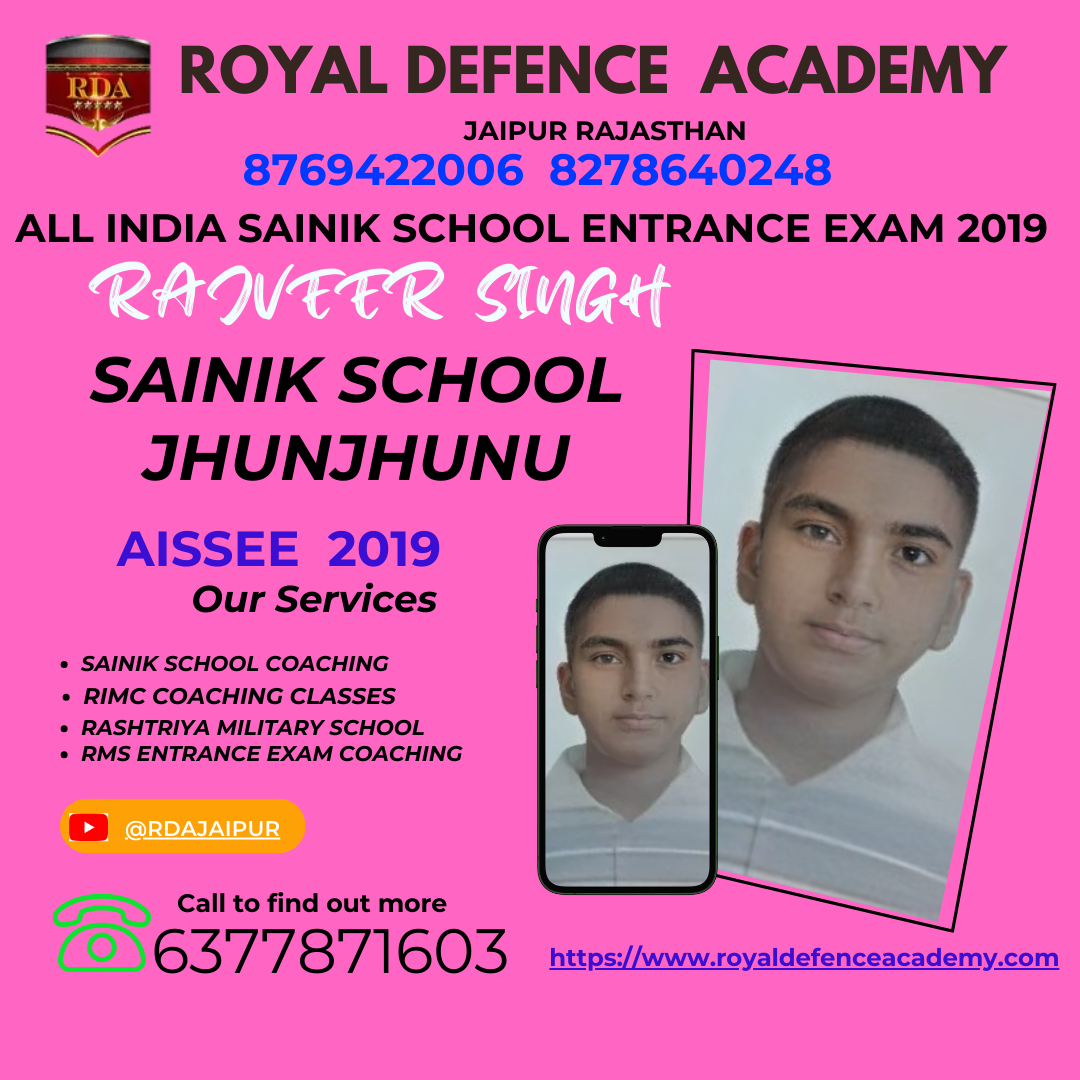 RDA
ROYAL DEFENCE ACADEMY
JAIPUR RAJASTHAN
8769422006 8278640248
ALL INDIA SAINIK SCHOOL ENTRANCE EXAM 2019
RAJVEER SINGH
SAINIK SCHOOL
JHUNJHUNU
AISSEE 2019
Our Services
• SAINIK SCHOOL COACHING
• RIMC COACHING CLASSES
• RASHTRIYA MILITARY SCHOOL
• RMS ENTRANCE EXAM COACHING
@RDAJAIPUR
Call to find out more
6377871603
https://www.royaldefenceacademy.com